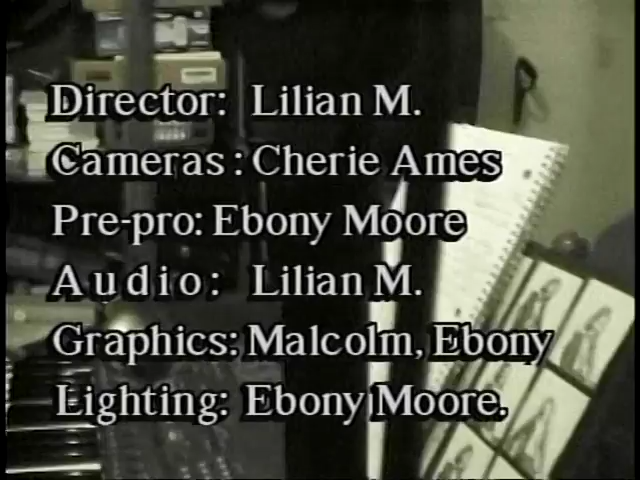 Director: Lilian M.
Cameras: Cherie Ames
Pre-pro: Ebony Moore
Audio: Lilian M.
Graphics: Malcolm, Ebony
Lighting: Ebony Moore.